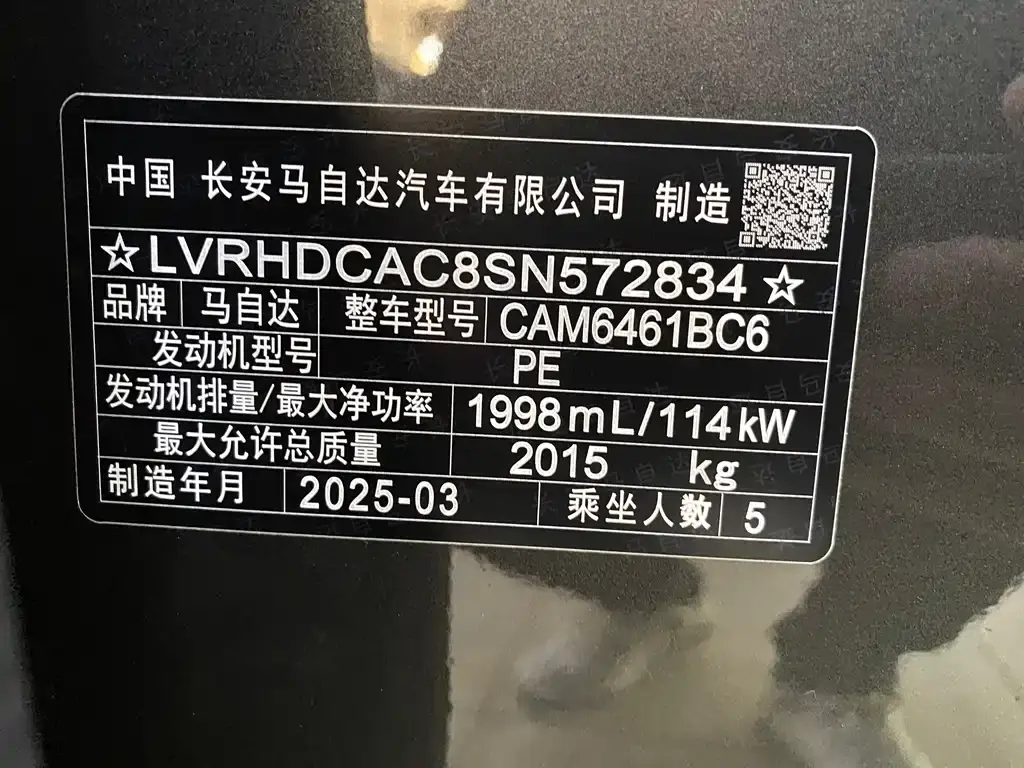 中国 长安马自达汽车有限公司 制造
☆LVRHDCAC8SN572834☆
品牌 马自达 整车型号 CAM6461BC6
发动机型号 PE
发动机排量/最大净功率 1998mL/114kW
最大允许总质量 2015 kg
制造年月 2025-03 乘坐人数 5